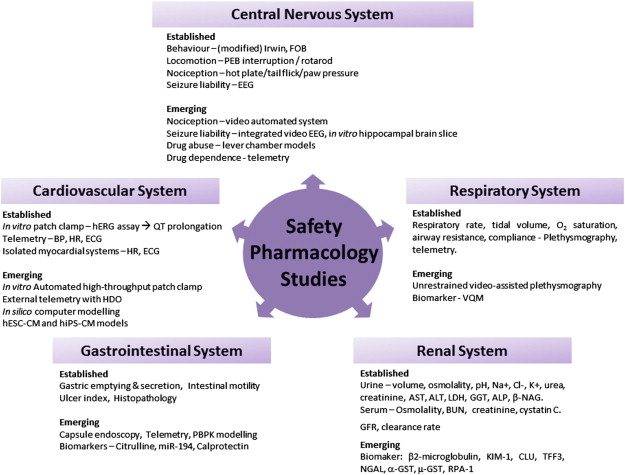 Central Nervous System
Established
Behaviour – (modified) Irwin, FOB
Locomotion – PEB interruption / rotarod
Nociception – hot plate/tail flick/paw pressure
Seizure liability – EEG
Emerging
Nociception – video automated system
Seizure liability – integrated video EEG, in vitro hippocampal brain slice
Drug abuse – lever chamber models
Drug dependence - telemetry
Cardiovascular System
Established
In vitro patch clamp – hERG assay → QT prolongation
Telemetry – BP, HR, ECG
Isolated myocardial systems – HR, ECG
Emerging
In vitro Automated high-throughput patch clamp
External telemetry with HDO
In silico computer modelling
hESC-CM and hiPS-CM models
Safety
Pharmacology
Studies
Respiratory System
Established
Respiratory rate, tidal volume, O₂ saturation,
airway resistance, compliance - Plethysmography,
telemetry.
Emerging
Unrestrained video-assisted plethysmography
Biomarker - VQM
Gastrointestinal System
Established
Gastric emptying & secretion, Intestinal motility
Ulcer index, Histopathology
Emerging
Capsule endoscopy, Telemetry, PBPK modelling
Biomarkers – Citrulline, miR-194, Calprotectin
Renal System
Established
Urine – volume, osmolality, pH, Na+, Cl-, K+, urea,
creatinine, AST, ALT, LDH, GGT, ALP, β-NAG.
Serum – Osmolality, BUN, creatinine, cystatin C.
GFR, clearance rate
Emerging
Biomaker: β2-microglobulin, KIM-1, CLU, TFF3,
NGAL, α-GST, μ-GST, RPA-1